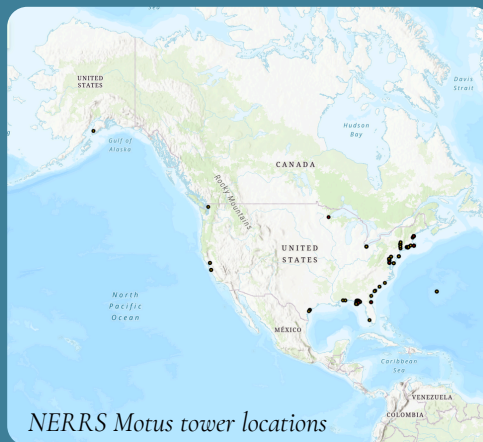 UNITED
STATES
Davis
Strait
Gulf of
Alaska
Hudson
Bay
CANADA
Rocky Mountains
UNITED
STATES
North
Pacific
Ocean
MÉXICO
Caribbean
Sea
VENEZUELA
COLOMBIA
NERRS Motus tower locations